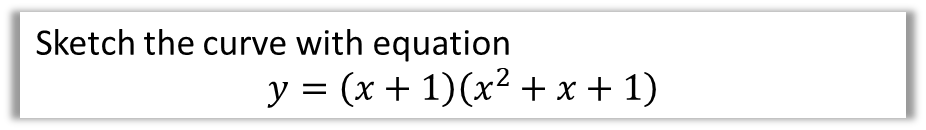 Sketch the curve with equation
y = (x + 1)(x² + x + 1)